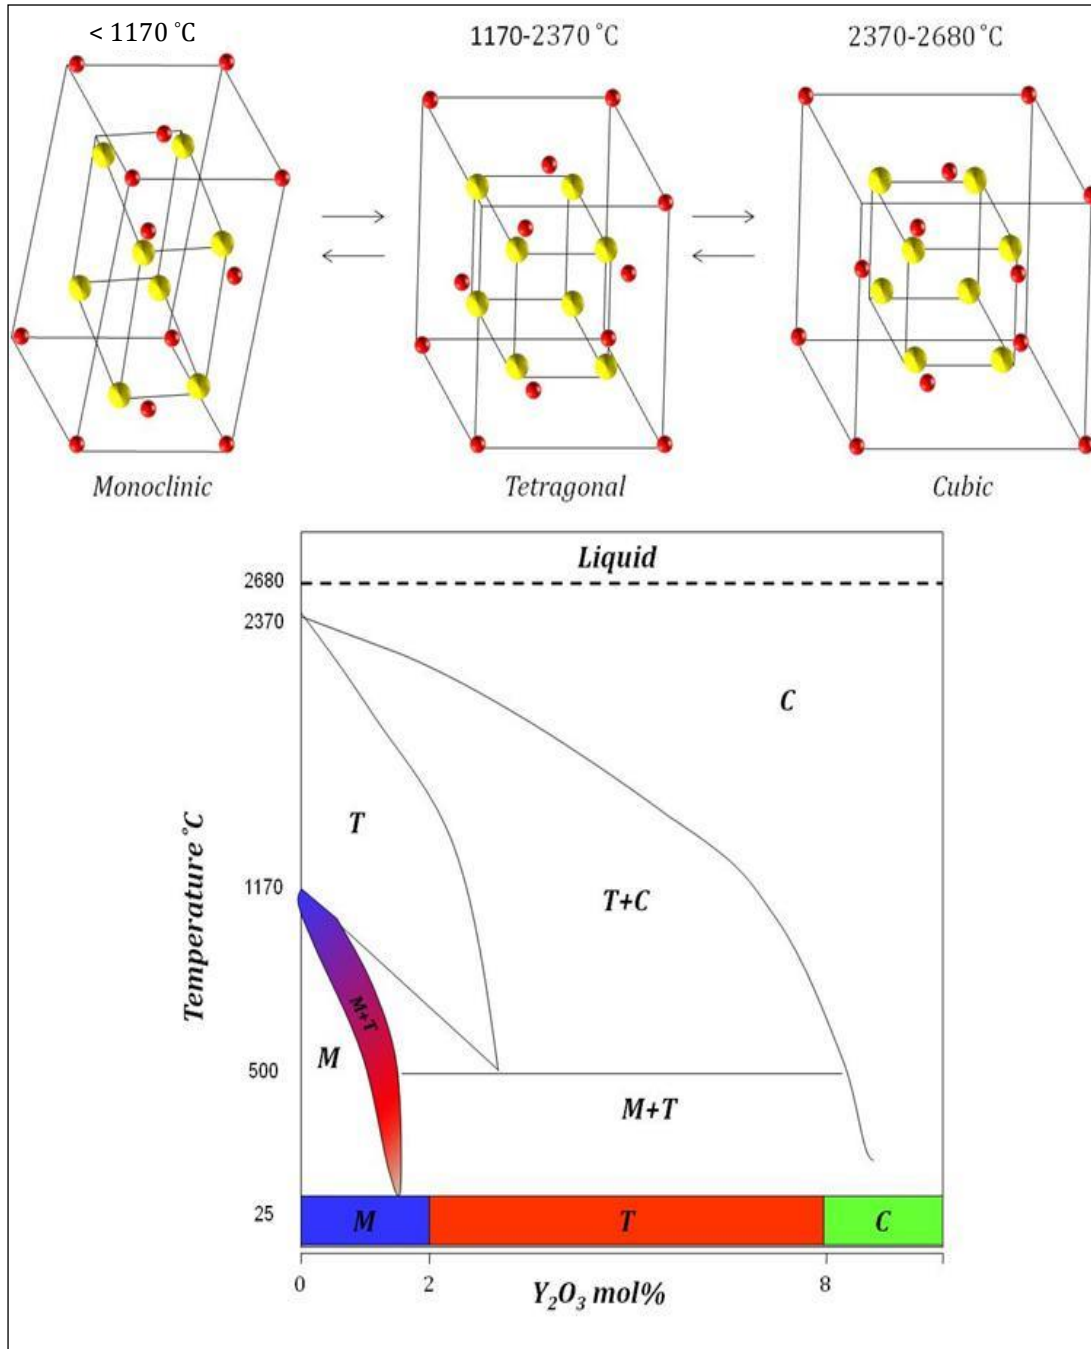 < 1170 °C
1170-2370 °C
2370-2680 °C
Monoclinic
Tetragonal
Cubic
Liquid
2680
2370
C
T
Temperature °C
1170
T+C
M+T
M
500
M+T
25
M
T
C
0
2
8
Y₂O₃ mol%